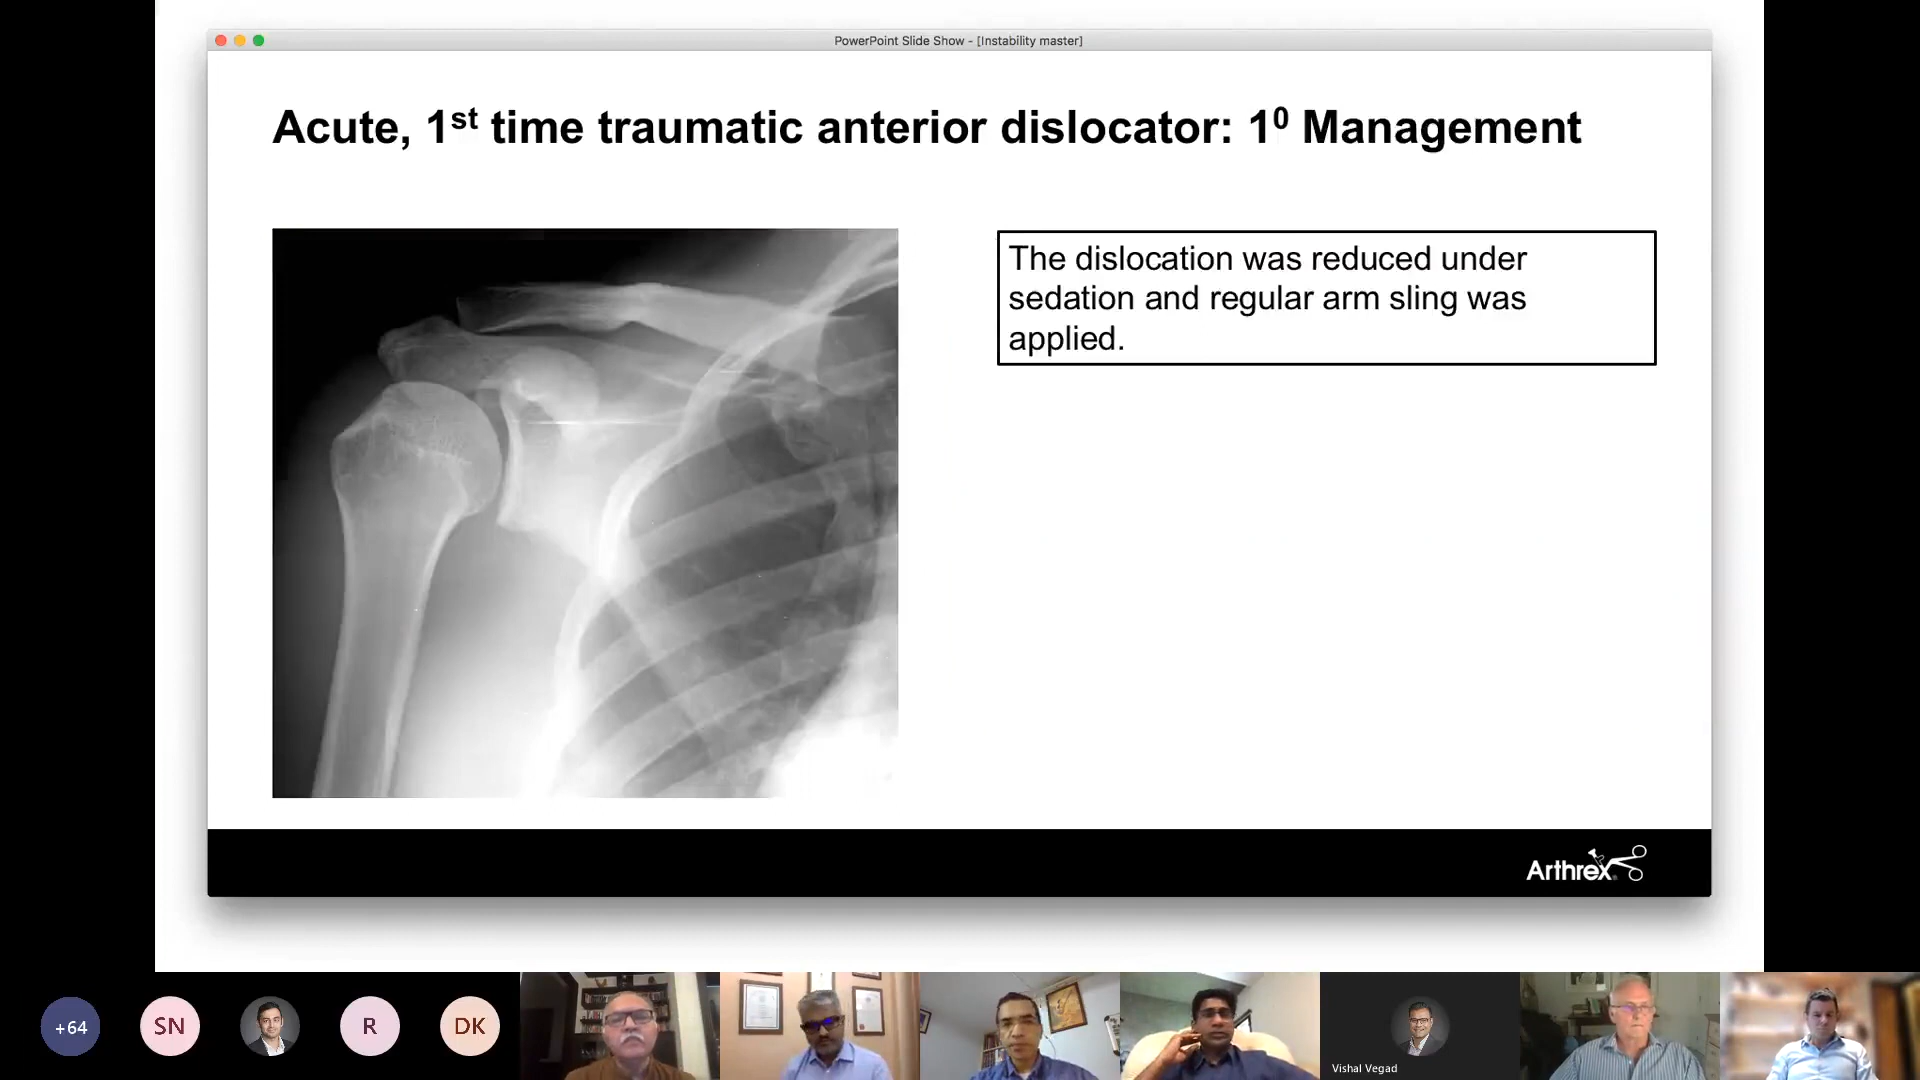 PowerPoint Slide Show - [Instability master]
Acute, 1st time traumatic anterior dislocator: 1⁰ Management
The dislocation was reduced under
sedation and regular arm sling was
applied.
Arthrex
+64
SN
R
DK
Vishal Vegad